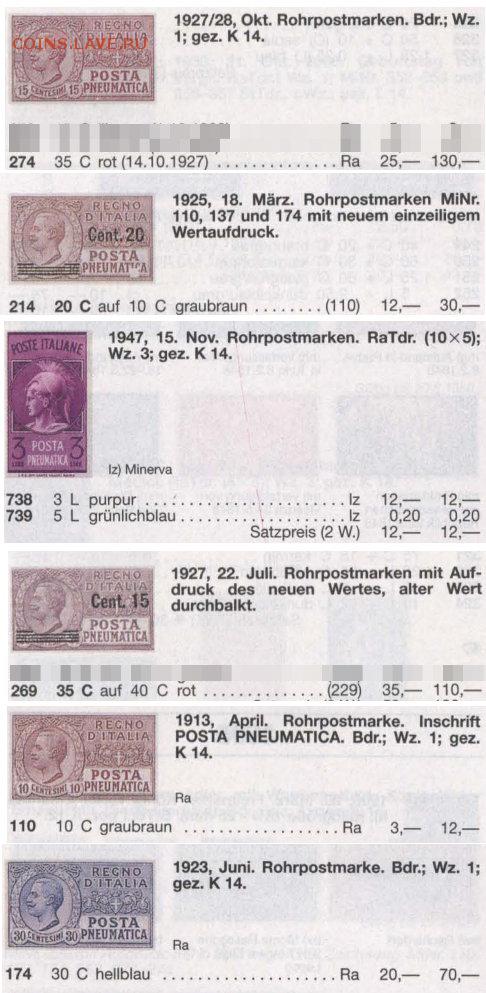 REGNO
D'ITALIA
COINS.LAVE.RU
15 CENTESIMI 15
POSTA
PNEUMATICA
1927/28, Okt. Rohrpostmarken. Bdr.; Wz.
1; gez. K 14.
274 35 C rot (14.10.1927) . . . . . . . . . . . . . . . Ra 25,— 130,—
REGNO
D'ITALIA
Cent. 20
POSTA
PNEUMATICA
1925, 18. März. Rohrpostmarken MiNr.
110, 137 und 174 mit neuem einzeiligem
Wertaufdruck.
214 20 C auf 10 C graubraun . . . . . . . . (110) 12,— 30,—
POSTE ITALIANE
3 POSTA 3
LIRE PNEUMATICA LIRE
1947, 15. Nov. Rohrpostmarken. RaTdr. (10×5);
Wz. 3; gez. K 14.
Iz) Minerva
738 3 L purpur . . . . . . . . . . . . . . . . . . . . . Iz 12,— 12,—
739 5 L grünlichblau . . . . . . . . . . . . . . . . . Iz 0,20 0,20
Satzpreis (2 W.) 12,— 12,—
REGNO
D'ITALIA
Cent. 15
POSTA
PNEUMATICA
1927, 22. Juli. Rohrpostmarken mit Auf-
druck des neuen Wertes, alter Wert
durchbalkt.
269 35 C auf 40 C rot . . . . . . . . . . . . . . . (229) 35,— 110,—
REGNO
D'ITALIA
10 CENTESIMI 10
POSTA
PNEUMATICA
1913, April. Rohrpostmarke. Inschrift
POSTA PNEUMATICA. Bdr.; Wz. 1; gez.
K 14.
Ra
110 10 C graubraun . . . . . . . . . . . . . . . . . . Ra 3,— 12,—
REGNO
D'ITALIA
30 CENTESIMI 30
POSTA
PNEUMATICA
1923, Juni. Rohrpostmarke. Bdr.; Wz. 1;
gez. K 14.
Ra
174 30 C hellblau . . . . . . . . . . . . . . . . . . . Ra 20,— 70,—